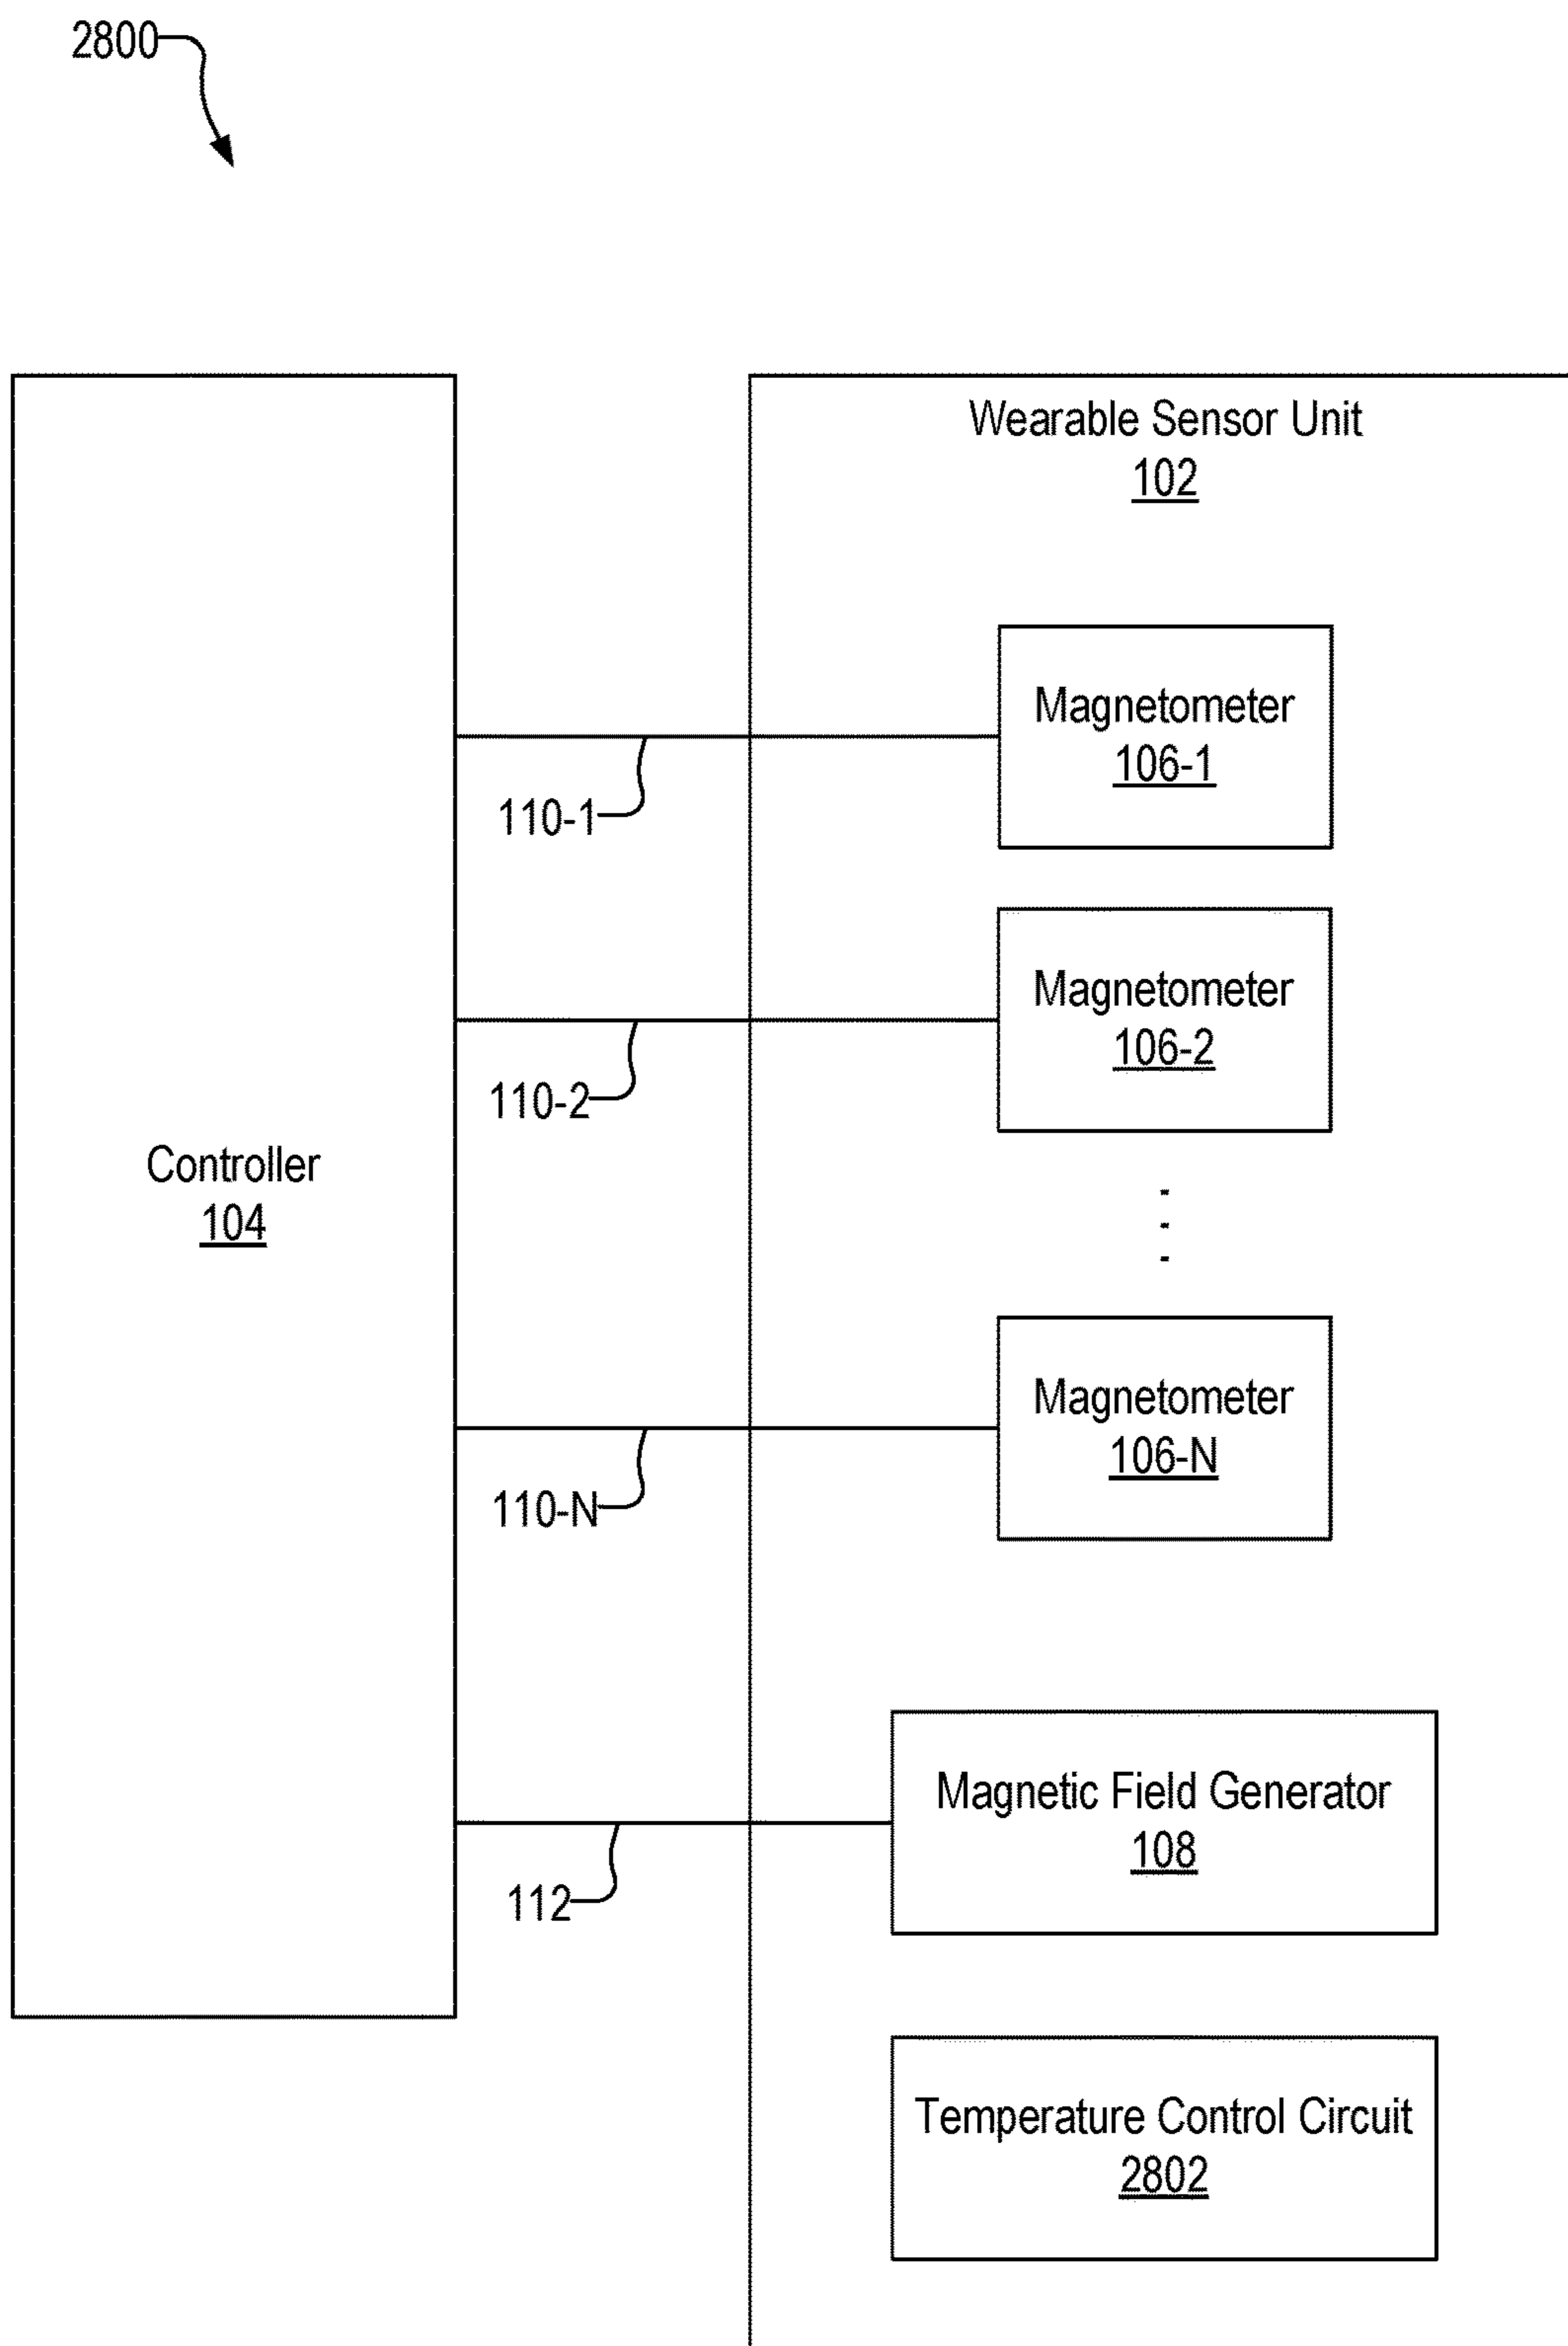 2800
Wearable Sensor Unit
102
Magnetometer
106-1
110-1
Magnetometer
106-2
110-2
Controller
104
Magnetometer
106-N
110-N
Magnetic Field Generator
108
112
Temperature Control Circuit
2802